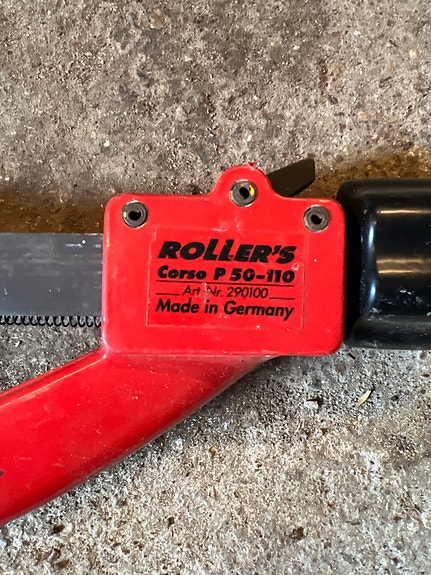 ROLLER'S
Corso P 50-110
Art.-Nr. 290100
Made in Germany